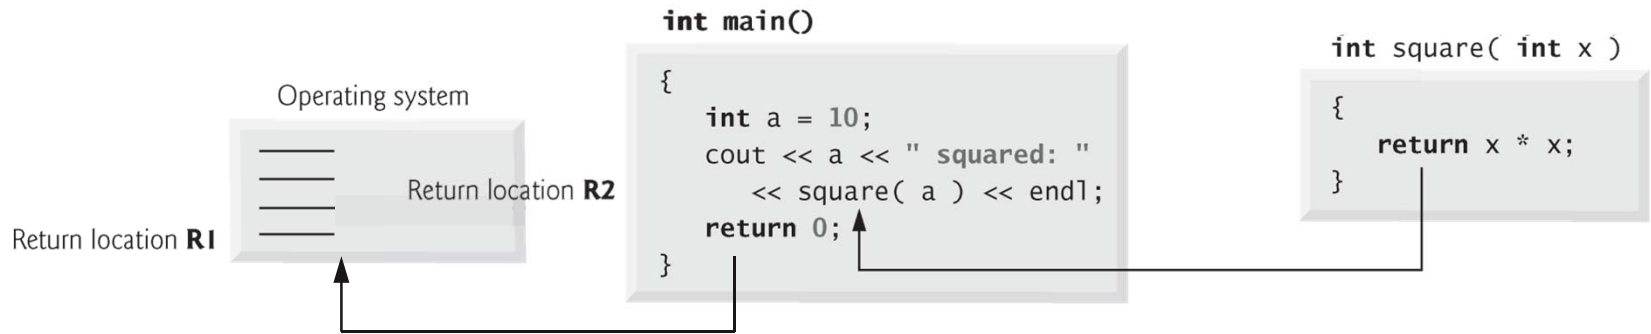 Operating system
Return location R1
int main()
{
int a = 10;
cout << a << " squared: "
Return location R2
<< square( a ) << endl;
return 0;
}
int square( int x )
{
return x * x;
}